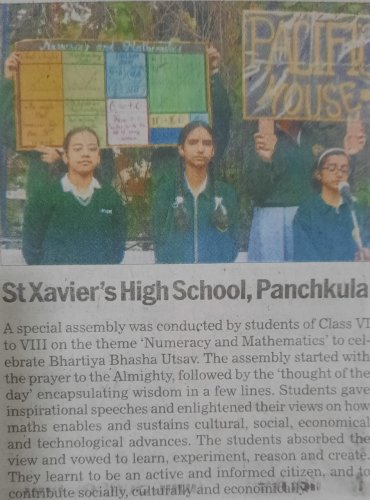 Numeracy and Mathematics
PACIFI
HOUSE
St Xavier's High School, Panchkula
A special assembly was conducted by students of Class VI
to VIII on the theme 'Numeracy and Mathematics' to cel-
ebrate Bhartiya Bhasha Utsav. The assembly started with
the prayer to the Almighty, followed by the 'thought of the
day' encapsulating wisdom in a few lines. Students gave
inspirational speeches and enlightened their views on how
maths enables and sustains cultural, social, economical
and technological advances. The students absorbed the
view and vowed to learn, experiment, reason and create.
They learnt to be an active and informed citizen, and to
contribute socially, culturally and economically.